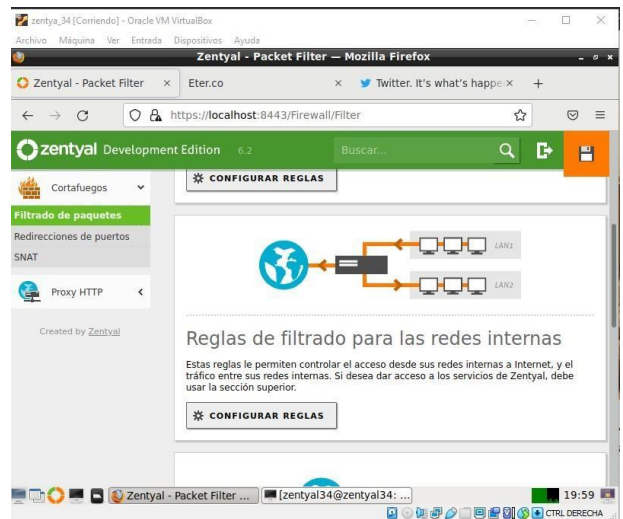 zentya_34 [Corriendo] - Oracle VM VirtualBox
Archivo Máquina Ver Entrada Dispositivos Ayuda
Zentyal - Packet Filter — Mozilla Firefox
Zentyal - Packet Filter × Eter.co × Twitter. It's what's happe × +
https://localhost:8443/Firewall/Filter
zentyal Development Edition 6.2 Buscar...
Cortafuegos
Filtrado de paquetes
Redirecciones de puertos
SNAT
Proxy HTTP
Created by Zentyal
CONFIGURAR REGLAS
LAN1
LAN2
Reglas de filtrado para las redes internas
Estas reglas le permiten controlar el acceso desde sus redes internas a Internet, y el
tráfico entre sus redes internas. Si desea dar acceso a los servicios de Zentyal, debe
usar la sección superior.
CONFIGURAR REGLAS
Zentyal - Packet Filter ... [zentyal34@zentyal34: ...] 19:59
CTRL DERECHA